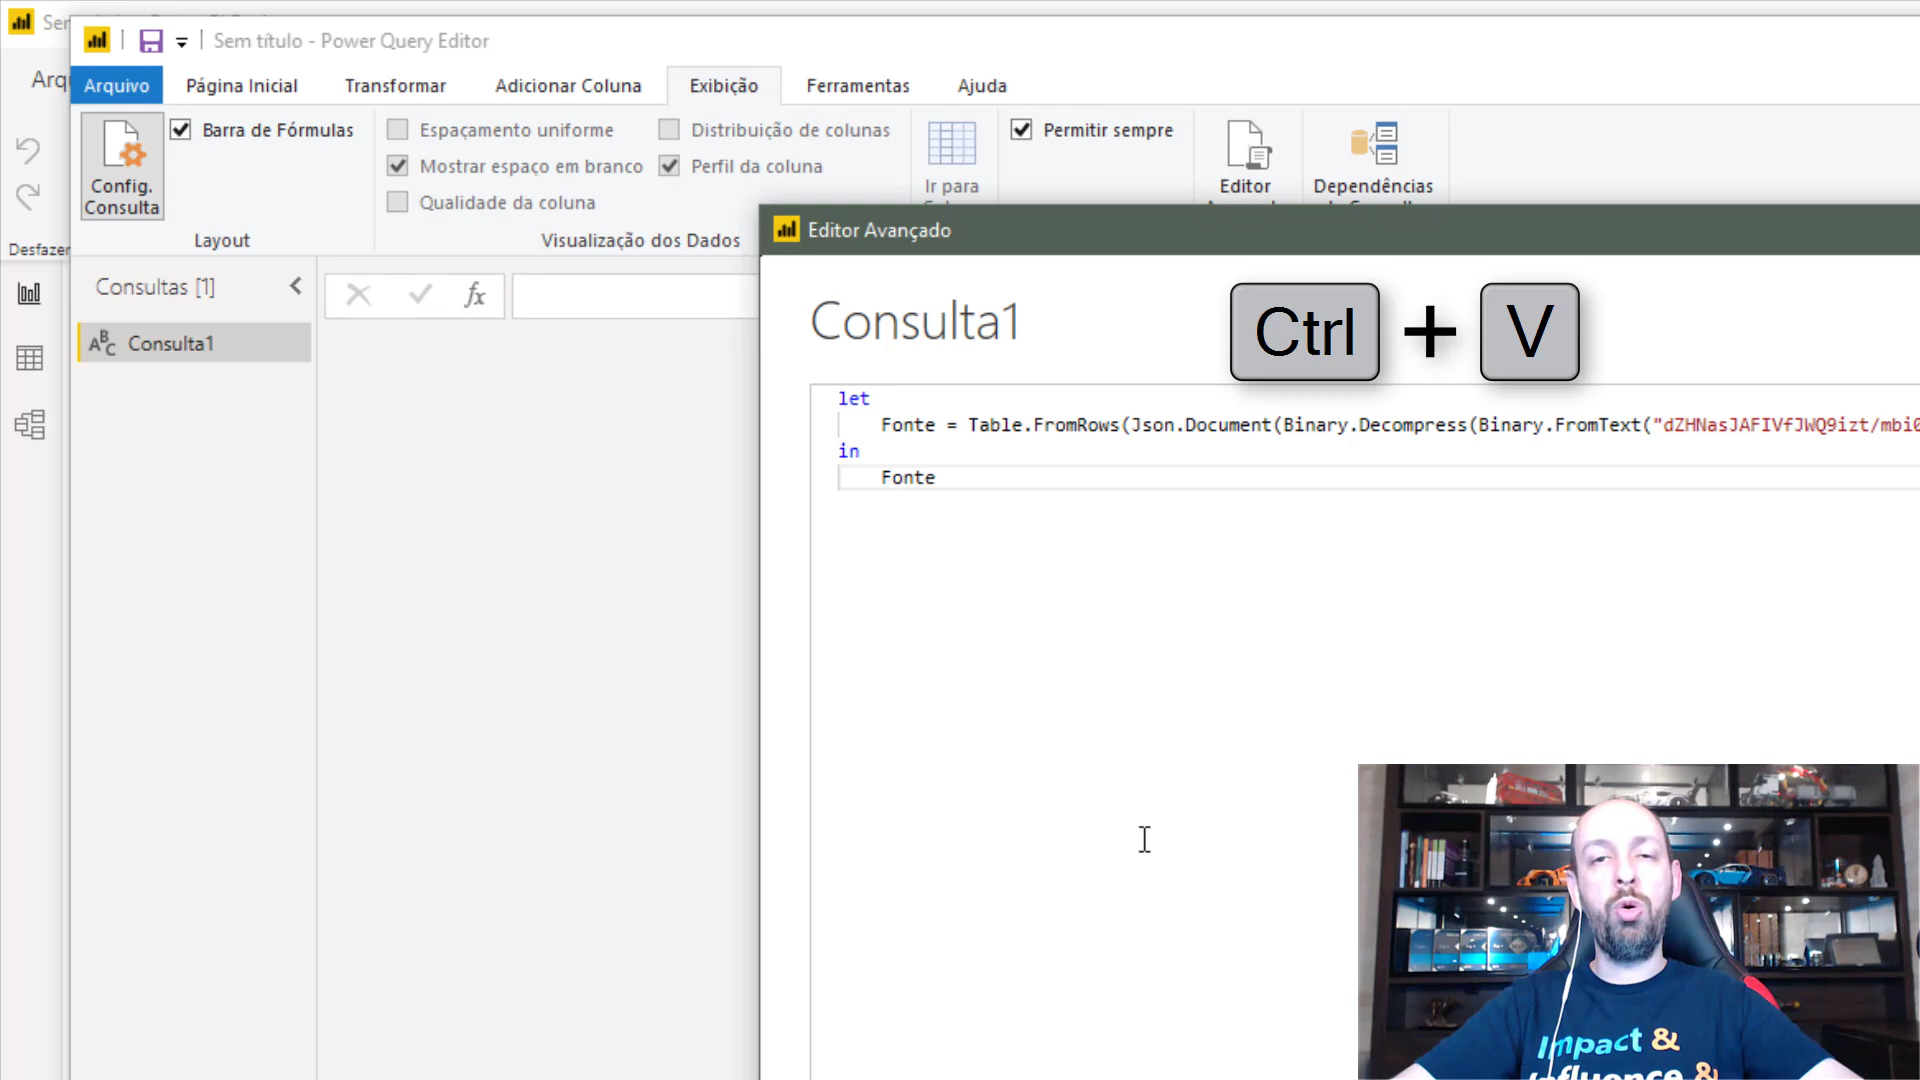 Sem título - Power Query Editor
Arquivo
Página Inicial
Transformar
Adicionar Coluna
Exibição
Ferramentas
Ajuda
Barra de Fórmulas
Espaçamento uniforme
Distribuição de colunas
Permitir sempre
Mostrar espaço em branco
Perfil da coluna
Config.
Consulta
Qualidade da coluna
Ir para
Editor
Dependências
Layout
Visualização dos Dados
Desfazer
Editor Avançado
Consultas [1]
fx
Consulta1
Ctrl + V
ABC Consulta1
let
Fonte = Table.FromRows(Json.Document(Binary.Decompress(Binary.FromText("dZHNasJAFIVfJWQ9izt/mbi0
in
Fonte
Impact &